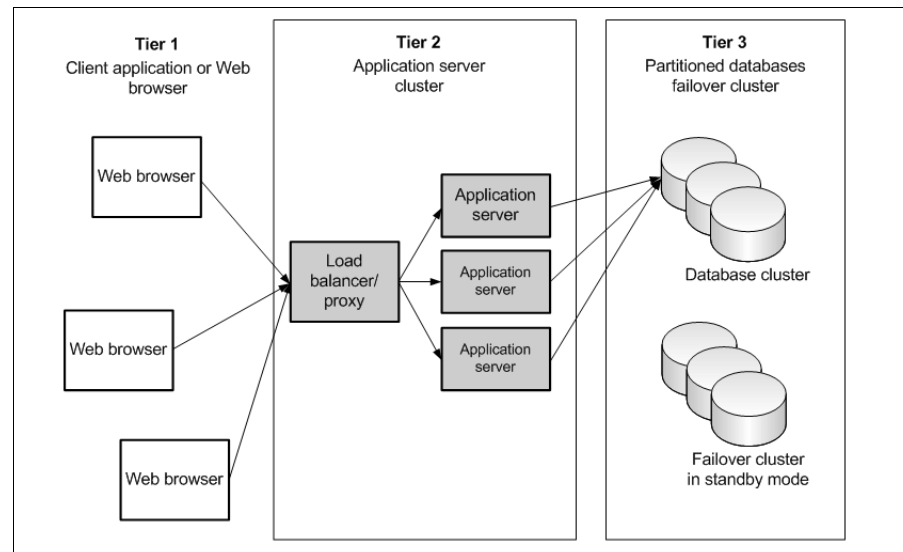 Tier 1
Client application or Web
browser
Tier 2
Application server
cluster
Tier 3
Partitioned databases
failover cluster
Web browser
Web browser
Web browser
Load
balancer/
proxy
Application
server
Application
server
Application
server
Database cluster
Failover cluster
in standby mode